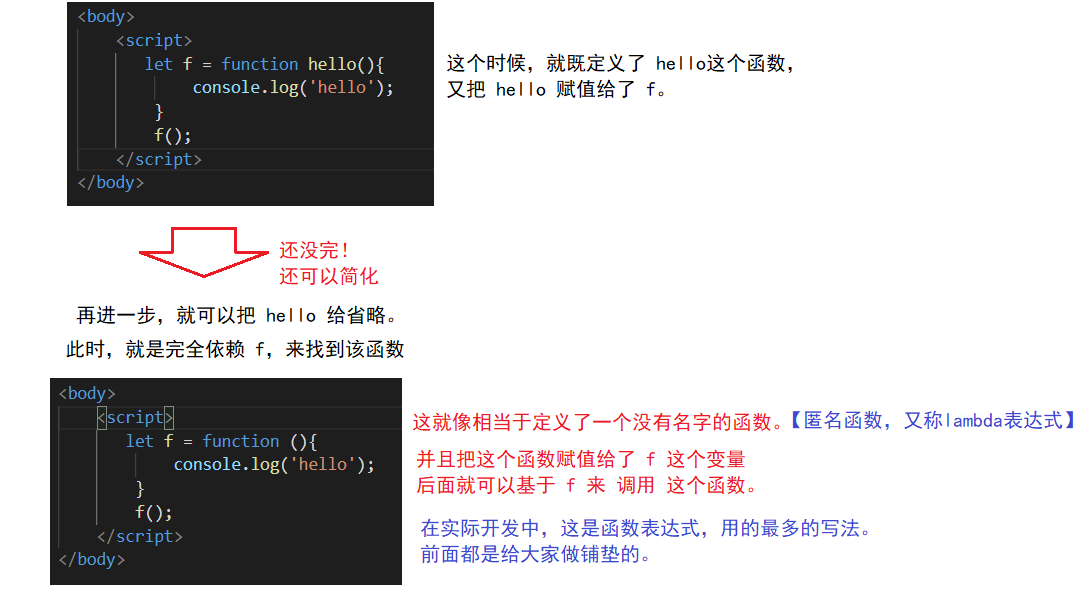 <body>
<script>
let f = function hello(){
console.log('hello');
}
f();
</script>
</body>
这个时候，就既定义了 hello这个函数，
又把 hello 赋值给了 f。
还没完！
还可以简化
再进一步，就可以把 hello 给省略。
此时，就是完全依赖 f，来找到该函数
<body>
<script>
let f = function (){
console.log('hello');
}
f();
</script>
</body>
这就像相当于定义了一个没有名字的函数。【匿名函数，又称lambda表达式】
并且把这个函数赋值给了 f 这个变量
后面就可以基于 f 来 调用 这个函数。
在实际开发中，这是函数表达式，用的最多的写法。
前面都是给大家做铺垫的。